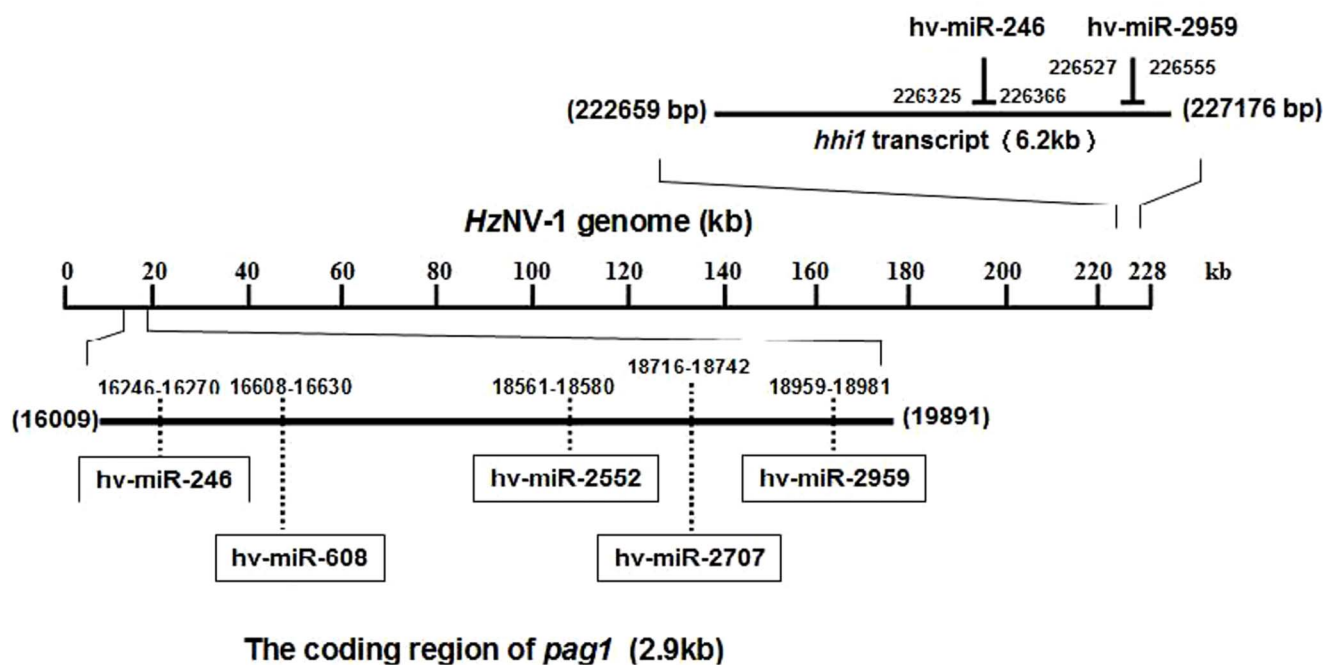 hv-miR-246 hv-miR-2959
226527 226555
226325 226366
(222659 bp) (227176 bp)
hhi1 transcript (6.2kb)
HzNV-1 genome (kb)
0 20 40 60 80 100 120 140 160 180 200 220 228 kb
18716-18742
16246-16270 16608-16630 18561-18580 18959-18981
(16009) (19891)
hv-miR-246 hv-miR-2552 hv-miR-2959
hv-miR-608 hv-miR-2707
The coding region of pag1 (2.9kb)